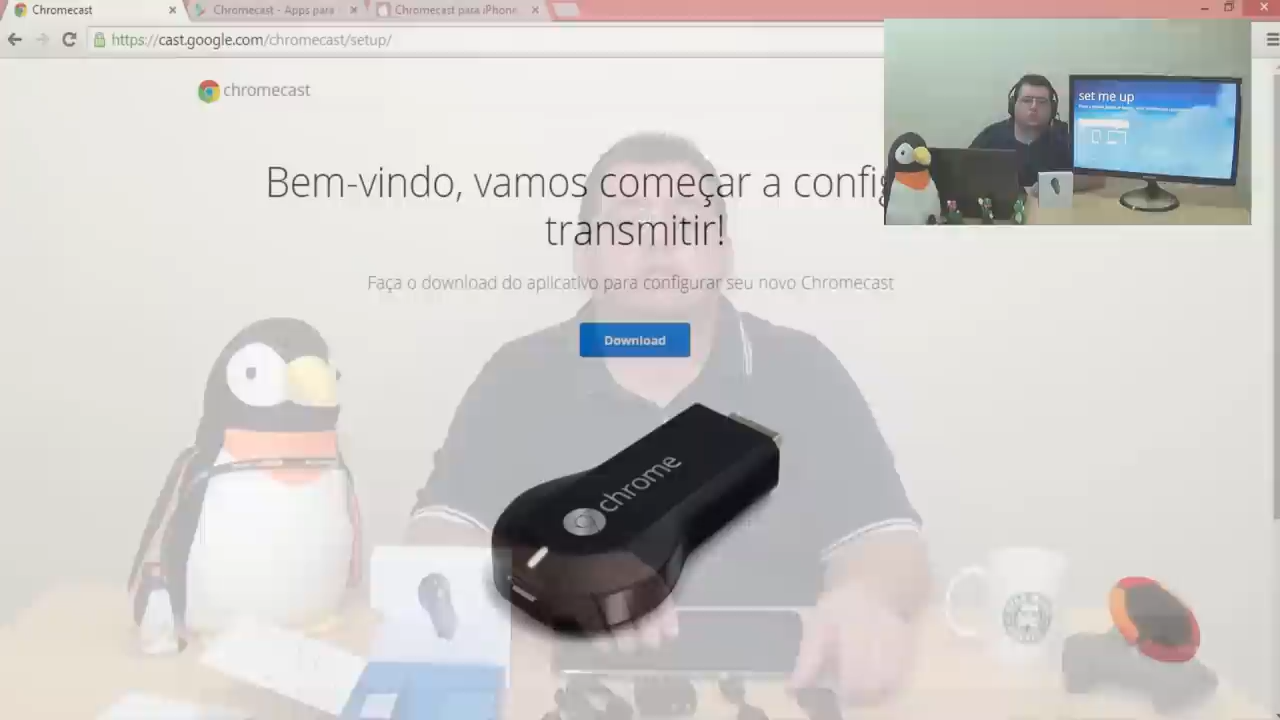 Chromecast
Chromecast - Apps para
Chromecast para iPhone
https://cast.google.com/chromecast/setup/
chromecast
set me up
Bem-vindo, vamos começar a config
transmitir!
Faça o download do aplicativo para configurar seu novo Chromecast
Download
chrome